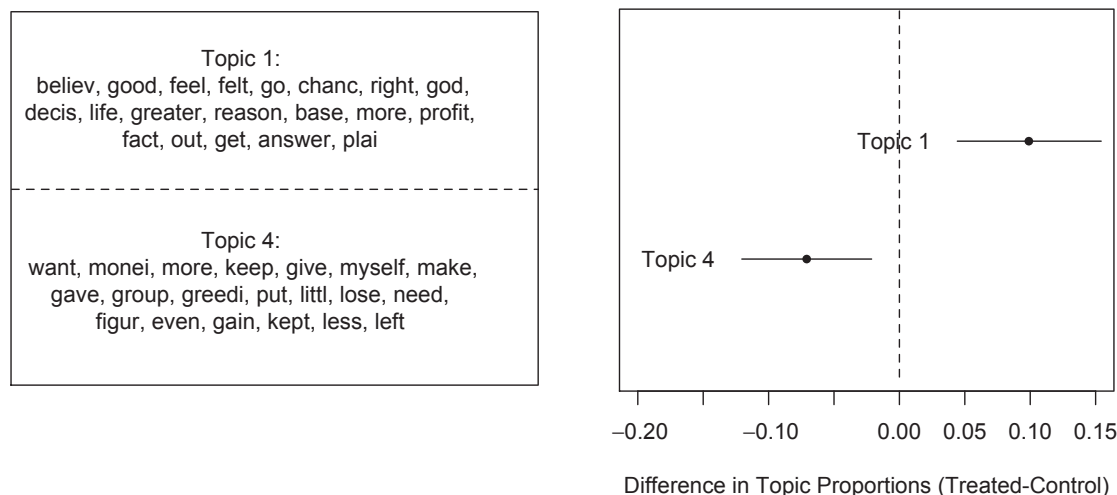 Topic 1:
believ, good, feel, felt, go, chanc, right, god,
decis, life, greater, reason, base, more, profit,
fact, out, get, answer, plai
Topic 4:
want, monei, more, keep, give, myself, make,
gave, group, greedi, put, littl, lose, need,
figur, even, gain, kept, less, left
Topic 1
Topic 4
−0.20 −0.10 0.00 0.05 0.10 0.15
Difference in Topic Proportions (Treated-Control)